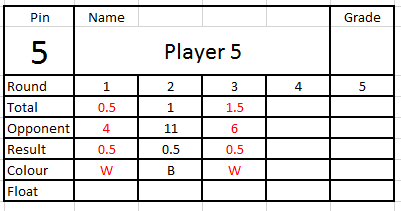 Pin Name Grade
5 Player 5
Round 1 2 3 4 5
Total 0.5 1 1.5
Opponent 4 11 6
Result 0.5 0.5 0.5
Colour W B W
Float